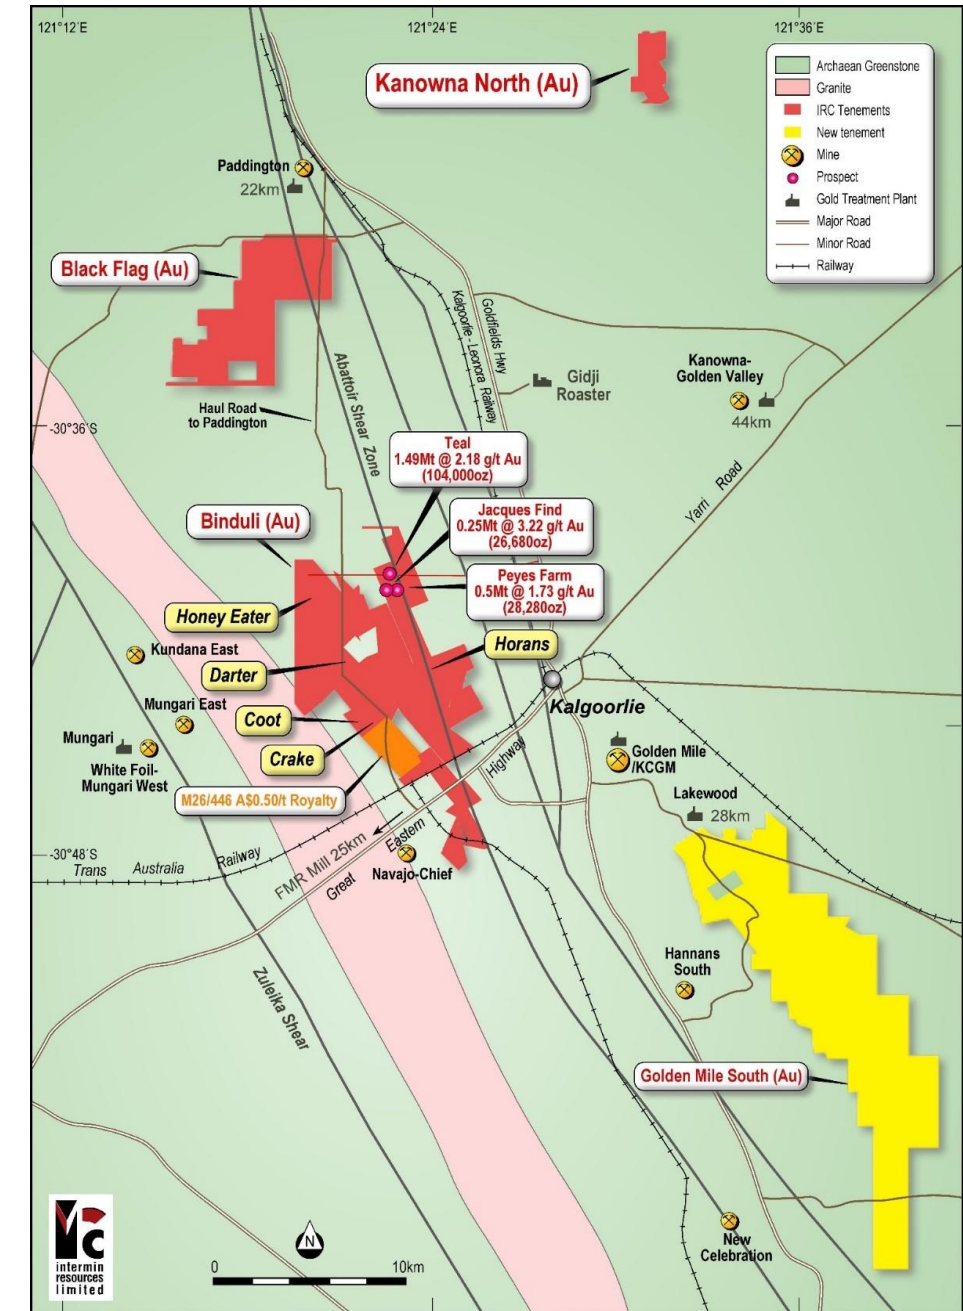 121°12´E
121°24´E
121°36´E
Kanowna North (Au)
Archaean Greenstone
Granite
IRC Tenements
New tenement
Mine
Prospect
Gold Treatment Plant
Major Road
Minor Road
Railway
Paddington
22km
Black Flag (Au)
Goldfields Hwy
Kalgoorlie - Leonora Railway
Abattoir Shear Zone
Gidji
Roaster
Kanowna-
Golden Valley
44km
Haul Road
to Paddington
-30°36´S
Teal
1.49Mt @ 2.18 g/t Au
(104,000oz)
Jacques Find
0.25Mt @ 3.22 g/t Au
(26,680oz)
Peyes Farm
0.5Mt @ 1.73 g/t Au
(28,280oz)
Yarri Road
Binduli (Au)
Honey Eater
Horans
Kundana East
Darter
Mungari East
Coot
Kalgoorlie
Mungari
White Foil-
Mungari West
Crake
Golden Mile
/KCGM
M26/446 A$0.50/t Royalty
Lakewood
28km
-30°48´S
Trans Australia Railway
FMR Mill 25km
Great Eastern Highway
Navajo-Chief
Hannans
South
Zuleika Shear
Golden Mile South (Au)
New
Celebration
N
0
10km
intermin
resources
limited